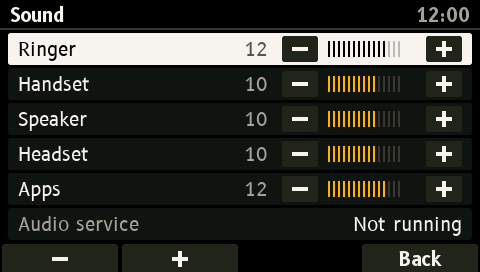 Sound 12:00
Ringer 12 − +
Handset 10 − +
Speaker 10 − +
Headset 10 − +
Apps 12 − +
Audio service Not running
− + Back